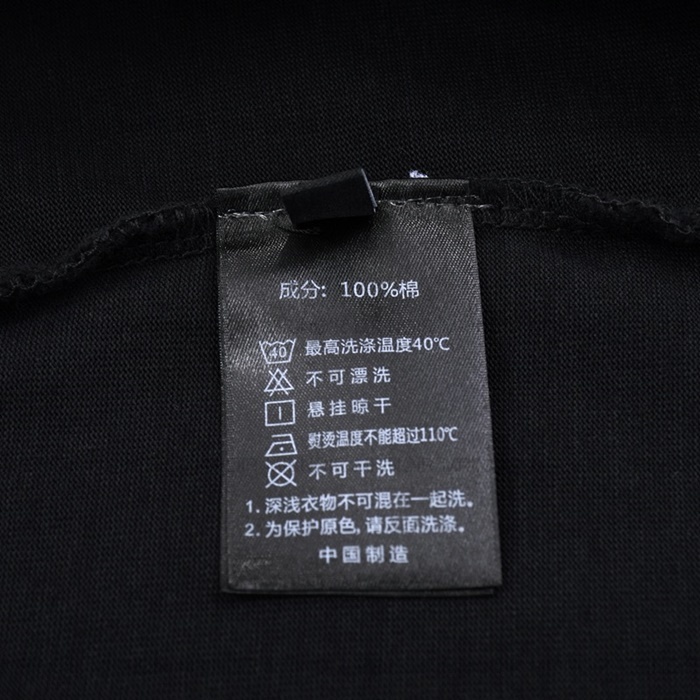 成分: 100%棉
40 最高洗涤温度40℃
不可漂洗
悬挂晾干
熨烫温度不能超过110℃
不可干洗
1. 深浅衣物不可混在一起洗。
2. 为保护原色,请反面洗涤。
中国制造